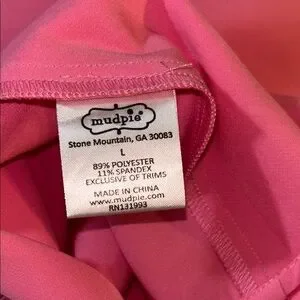 mudpie
Stone Mountain, GA 30083
L
89% POLYESTER
11% SPANDEX
EXCLUSIVE OF TRIMS
MADE IN CHINA
www.mudpie.com
RN131993